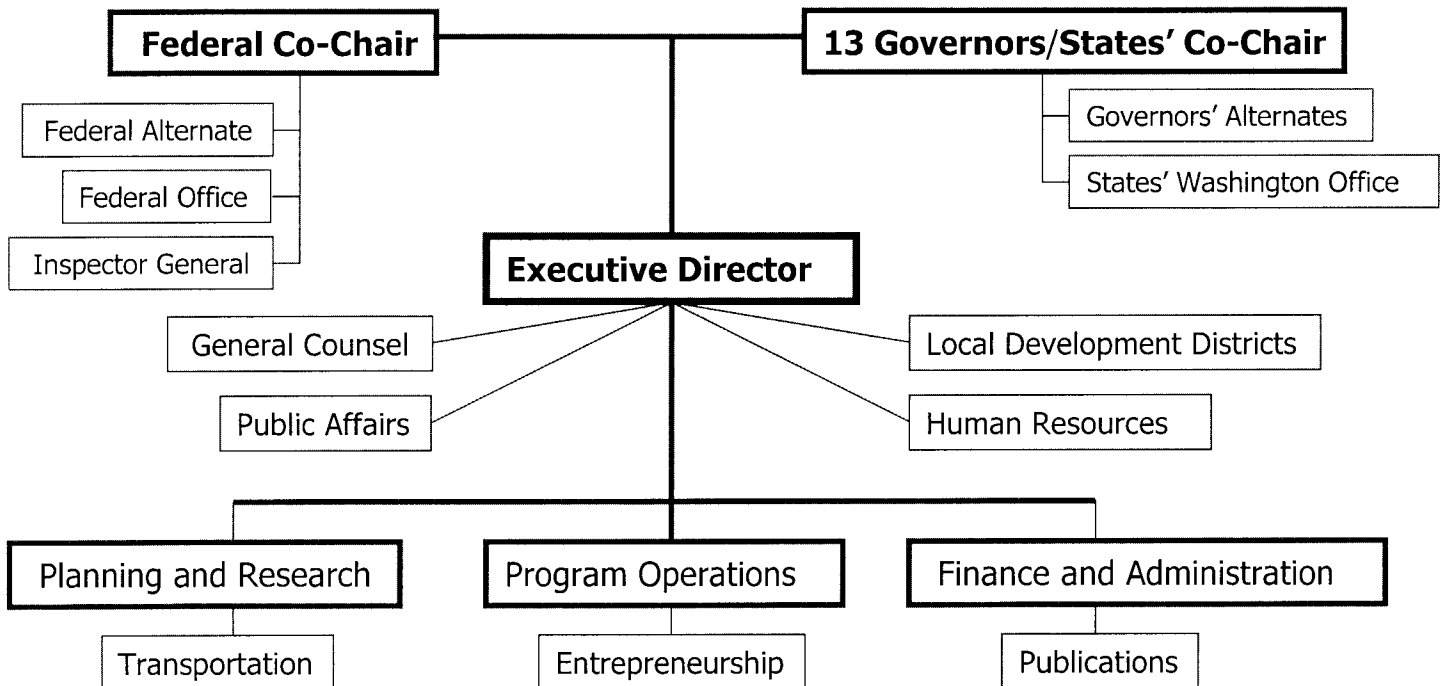 Federal Co-Chair
13 Governors/States’ Co-Chair
Federal Alternate
Federal Office
Inspector General
Governors’ Alternates
States’ Washington Office
Executive Director
General Counsel
Public Affairs
Local Development Districts
Human Resources
Planning and Research
Program Operations
Finance and Administration
Transportation
Entrepreneurship
Publications